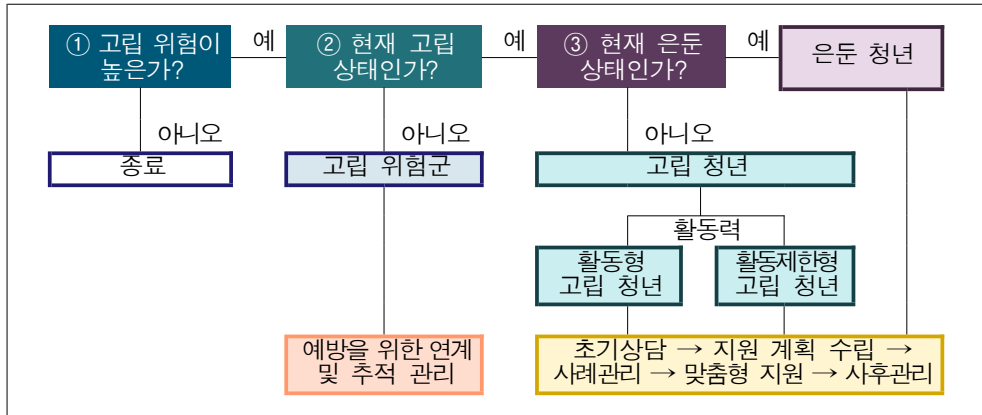 ① 고립 위험이
높은가?
예
② 현재 고립
상태인가?
예
③ 현재 은둔
상태인가?
예
은둔 청년
아니오
아니오
아니오
종료
고립 위험군
고립 청년
활동력
활동형
고립 청년
활동제한형
고립 청년
예방을 위한 연계
및 추적 관리
초기상담 → 지원 계획 수립 →
사례관리 → 맞춤형 지원 → 사후관리